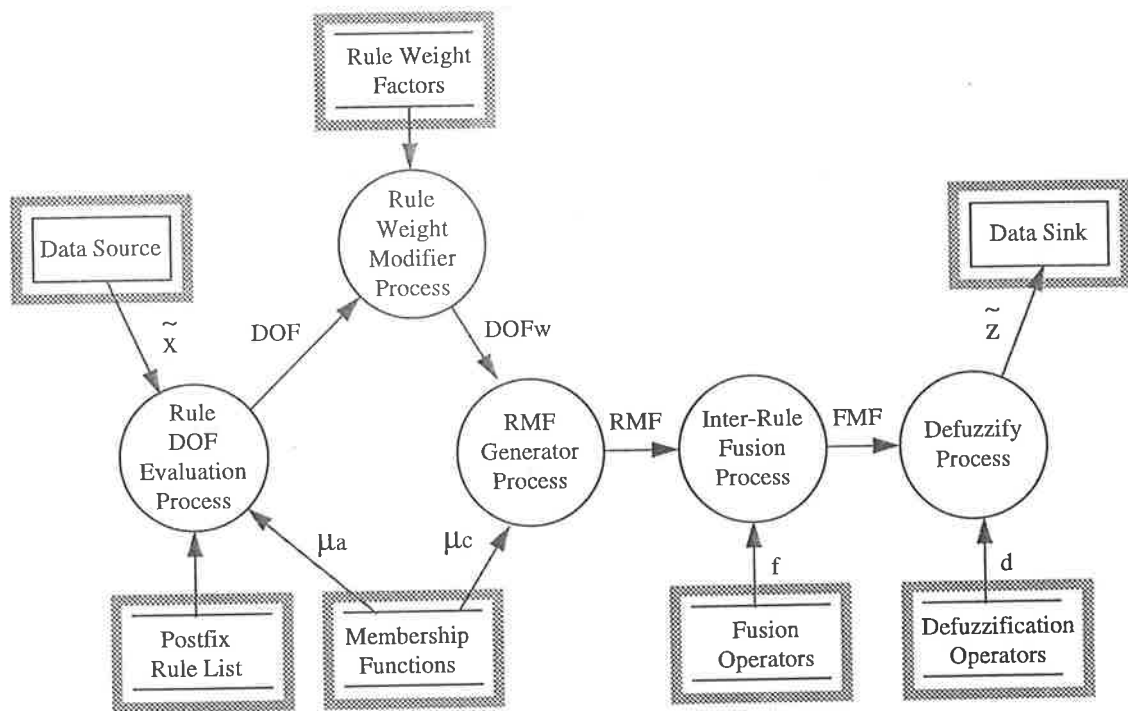 Rule Weight
Factors
Rule
Weight
Modifier
Process
Data Source
Data Sink
x̃
DOF
DOFw
z̃
Rule
DOF
Evaluation
Process
RMF
Generator
Process
RMF
Inter-Rule
Fusion
Process
FMF
Defuzzify
Process
μa
μc
f
d
Postfix
Rule List
Membership
Functions
Fusion
Operators
Defuzzification
Operators